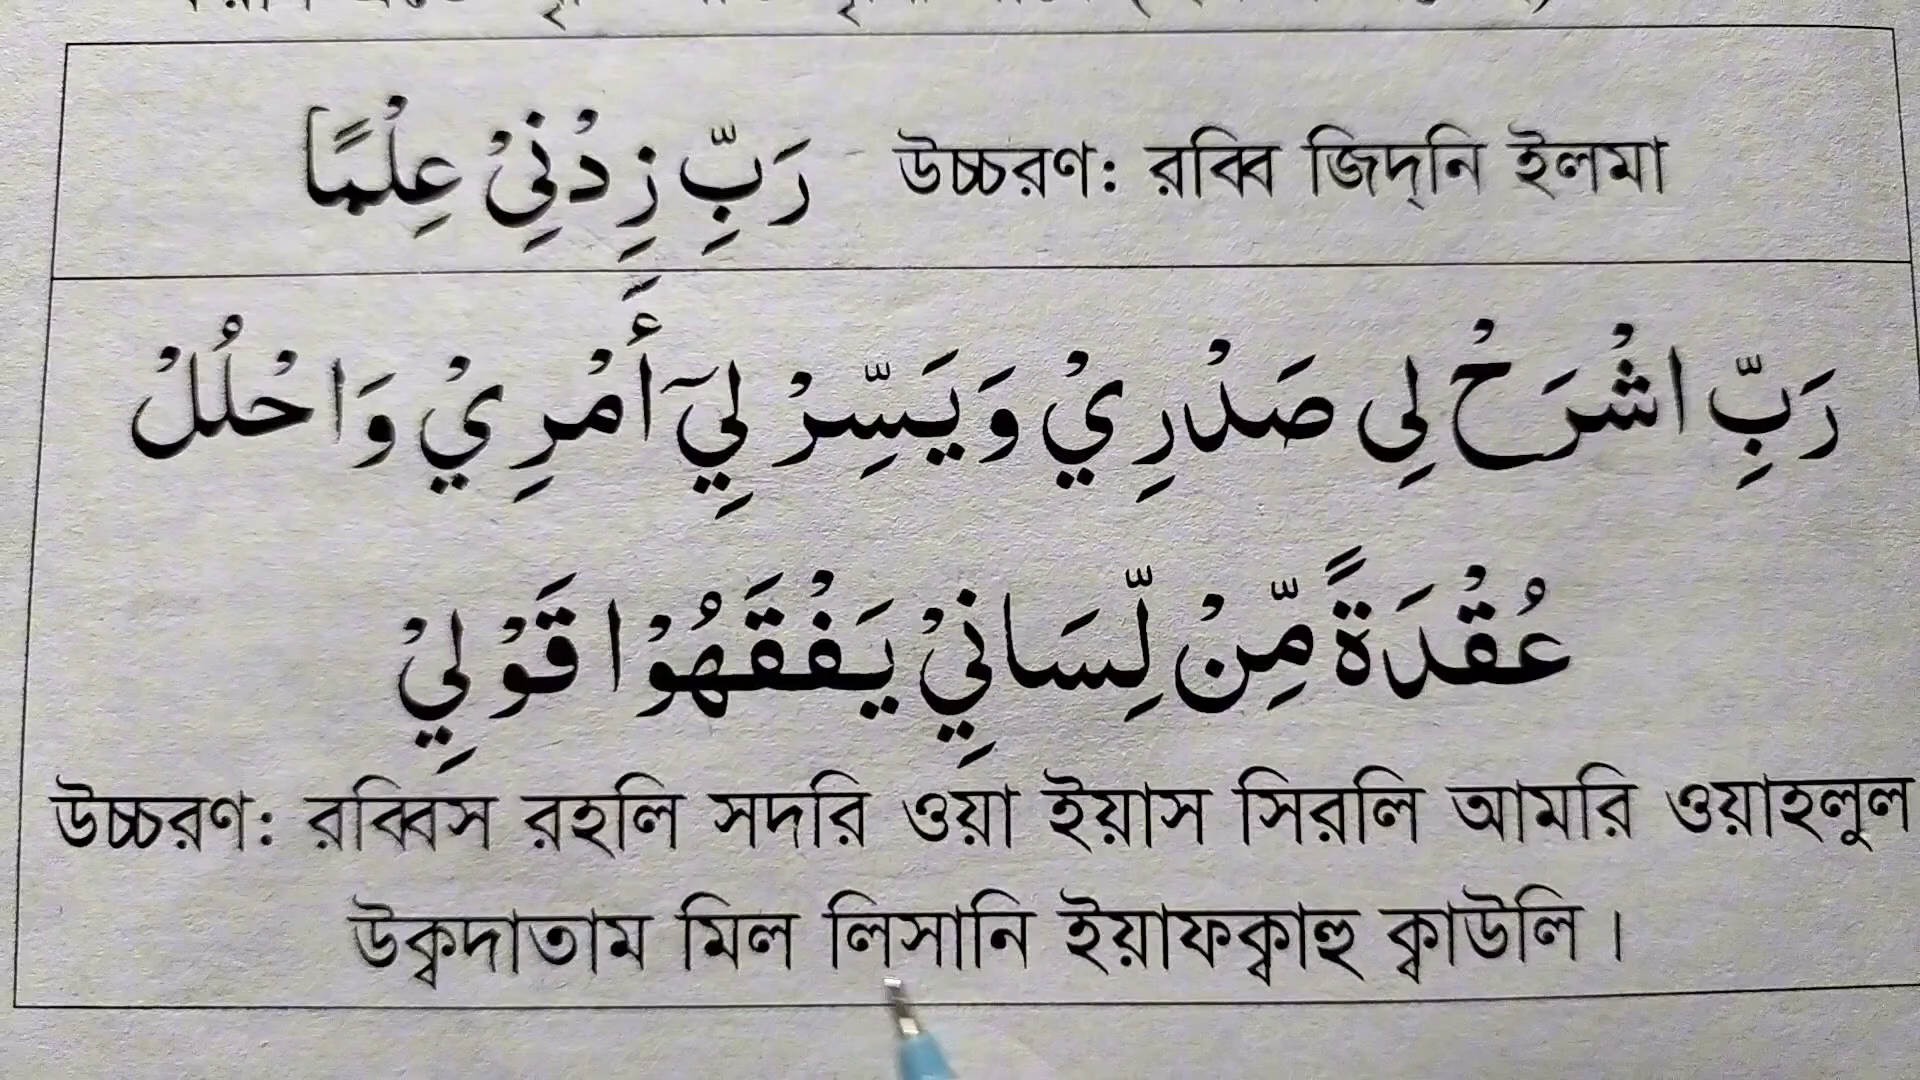 رَبِّ زِدْنِيْ عِلْمًا উচ্চরণ: রব্বি জিদ্‌নি ইলমা
رَبِّ اشْرَحْ لِى صَدْرِيْ وَيَسِّرْ لِيٓ أَمْرِيْ وَاحْلُلْ
عُقْدَةً مِّنْ لِّسَانِيْ يَفْقَهُوْا قَوْلِيْ
উচ্চরণ: রব্বিস রহলি সদরি ওয়া ইয়াস সিরলি আমরি ওয়াহলুল
উক্বদাতাম মিল লিসানি ইয়াফক্বাহু ক্বাউলি।